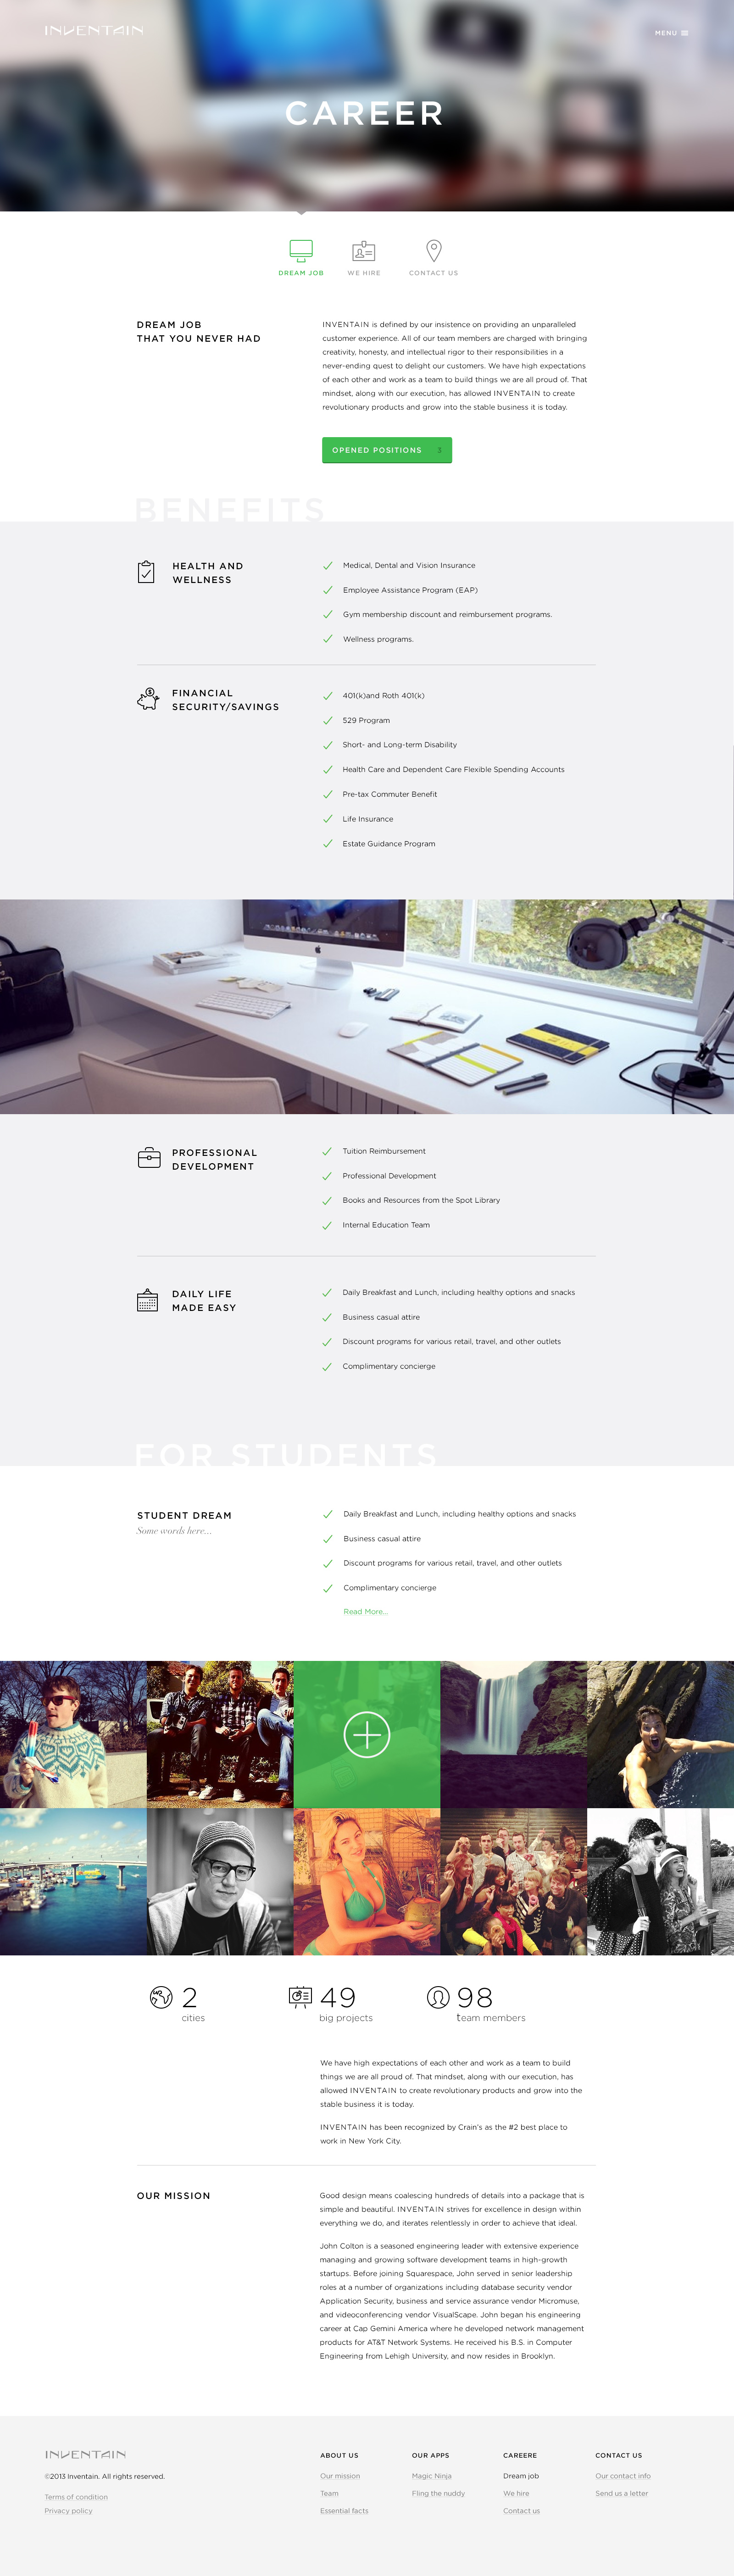 INVENTAIN
MENU
CAREER
DREAM JOB
WE HIRE
CONTACT US
DREAM JOB
THAT YOU NEVER HAD
INVENTAIN is defined by our insistence on providing an unparalleled
customer experience. All of our team members are charged with bringing
creativity, honesty, and intellectual rigor to their responsibilities in a
never-ending quest to delight our customers. We have high expectations
of each other and work as a team to build things we are all proud of. That
mindset, along with our execution, has allowed INVENTAIN to create
revolutionary products and grow into the stable business it is today.
OPENED POSITIONS 3
BENEFITS
HEALTH AND
WELLNESS
Medical, Dental and Vision Insurance
Employee Assistance Program (EAP)
Gym membership discount and reimbursement programs.
Wellness programs.
FINANCIAL
SECURITY/SAVINGS
401(k)and Roth 401(k)
529 Program
Short- and Long-term Disability
Health Care and Dependent Care Flexible Spending Accounts
Pre-tax Commuter Benefit
Life Insurance
Estate Guidance Program
PROFESSIONAL
DEVELOPMENT
Tuition Reimbursement
Professional Development
Books and Resources from the Spot Library
Internal Education Team
DAILY LIFE
MADE EASY
Daily Breakfast and Lunch, including healthy options and snacks
Business casual attire
Discount programs for various retail, travel, and other outlets
Complimentary concierge
FOR STUDENTS
STUDENT DREAM
Some words here...
Daily Breakfast and Lunch, including healthy options and snacks
Business casual attire
Discount programs for various retail, travel, and other outlets
Complimentary concierge
Read More...
2
cities
49
big projects
98
team members
We have high expectations of each other and work as a team to build
things we are all proud of. That mindset, along with our execution, has
allowed INVENTAIN to create revolutionary products and grow into the
stable business it is today.
INVENTAIN has been recognized by Crain's as the #2 best place to
work in New York City.
OUR MISSION
Good design means coalescing hundreds of details into a package that is
simple and beautiful. INVENTAIN strives for excellence in design within
everything we do, and iterates relentlessly in order to achieve that ideal.
John Colton is a seasoned engineering leader with extensive experience
managing and growing software development teams in high-growth
startups. Before joining Squarespace, John served in senior leadership
roles at a number of organizations including database security vendor
Application Security, business and service assurance vendor Micromuse,
and videoconferencing vendor VisualScape. John began his engineering
career at Cap Gemini America where he developed network management
products for AT&T Network Systems. He received his B.S. in Computer
Engineering from Lehigh University, and now resides in Brooklyn.
INVENTAIN
©2013 Inventain. All rights reserved.
Terms of condition
Privacy policy
ABOUT US
Our mission
Team
Essential facts
OUR APPS
Magic Ninja
Fling the nuddy
CAREERE
Dream job
We hire
Contact us
CONTACT US
Our contact info
Send us a letter